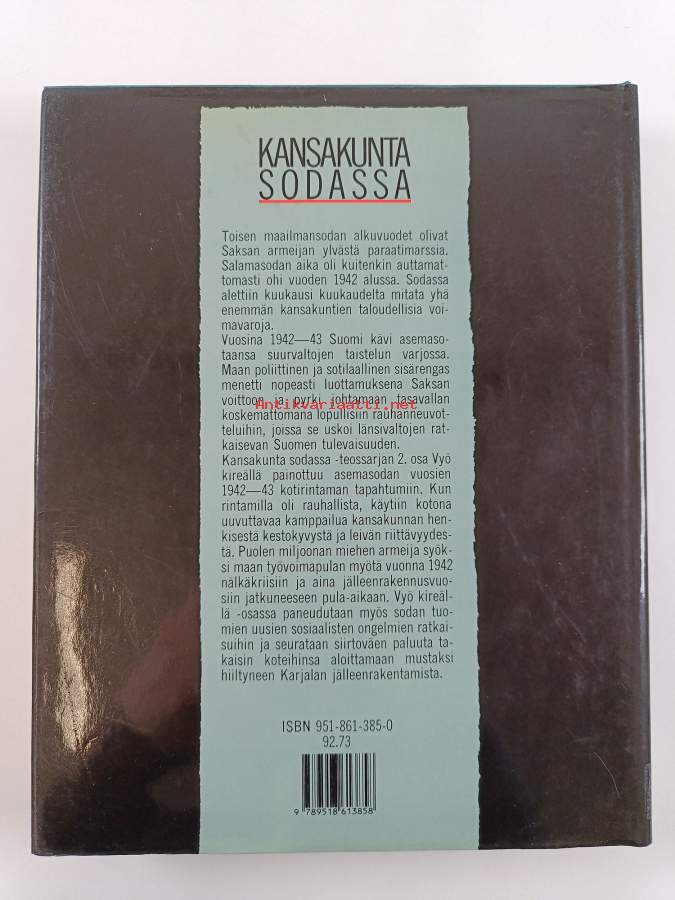 KANSAKUNTA
SODASSA
Toisen maailmansodan alkuvuodet olivat
Saksan armeijan ylvästä paraatimarssia.
Salamasodan aika oli kuitenkin auttamat-
tomasti ohi vuoden 1942 alussa. Sodassa
alettiin kuukausi kuukaudelta mitata yhä
enemmän kansakuntien taloudellisia voi-
mavaroja.
Vuosina 1942—43 Suomi kävi asemaso-
taansa suurvaltojen taistelun varjossa.
Maan poliittinen ja sotilaallinen sisärengas
menetti nopeasti luottamuksena Saksan
voittoon ja pyrki johtamaan tasavallan
Antikvariaatti.net
koskemattomana lopullisiin rauhanneuvot-
teluihin, joissa se uskoi länsivaltojen rat-
kaisevan Suomen tulevaisuuden.
Kansakunta sodassa -teossarjan 2. osa Vyö
kireällä painottuu asemasodan vuosien
1942—43 kotirintaman tapahtumiin. Kun
rintamilla oli rauhallista, käytiin kotona
uuvuttavaa kamppailua kansakunnan hen-
kisestä kestokyvystä ja leivän riittävyydes-
tä. Puolen miljoonan miehen armeija syök-
si maan työvoimapulan myötä vuonna 1942
nälkäkriisiin ja aina jälleenrakennusvuo-
siin jatkuneeseen pula-aikaan. Vyö kireäl-
lä -osassa paneudutaan myös sodan tuo-
mien uusien sosiaalisten ongelmien ratkai-
suihin ja seurataan siirtoväen paluuta ta-
kaisin koteihinsa aloittamaan mustaksi
hiiltyneen Karjalan jälleenrakentamista.
ISBN 951-861-385-0
92.73
9 789518 613858